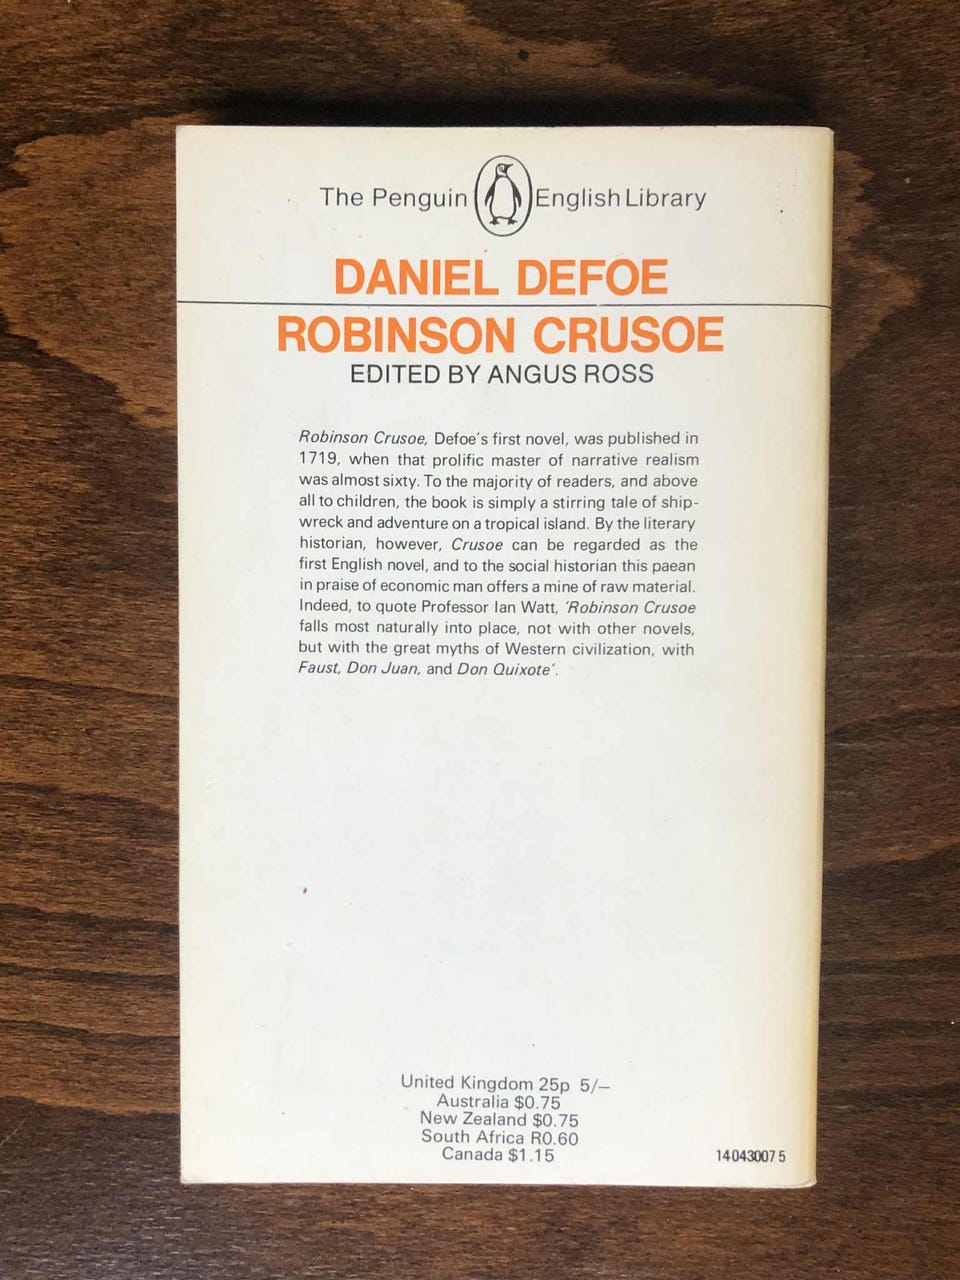 The Penguin English Library
DANIEL DEFOE
ROBINSON CRUSOE
EDITED BY ANGUS ROSS
Robinson Crusoe, Defoe's first novel, was published in
1719, when that prolific master of narrative realism
was almost sixty. To the majority of readers, and above
all to children, the book is simply a stirring tale of ship-
wreck and adventure on a tropical island. By the literary
historian, however, Crusoe can be regarded as the
first English novel, and to the social historian this paean
in praise of economic man offers a mine of raw material.
Indeed, to quote Professor Ian Watt, 'Robinson Crusoe
falls most naturally into place, not with other novels,
but with the great myths of Western civilization, with
Faust, Don Juan, and Don Quixote'.
United Kingdom 25p 5/–
Australia $0.75
New Zealand $0.75
South Africa R0.60
Canada $1.15
14 043007 5